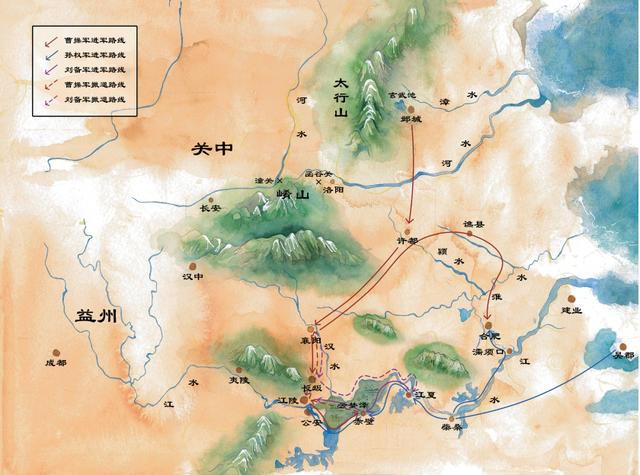 曹操军进军路线
孙权军进军路线
刘备军进军路线
曹操军撤退路线
刘备军撤退路线
太行山
玄武池
漳水
邺城
河水
河水
关中
潼关
函谷关
崤山
洛阳
长安
许都
谯县
颍水
汉中
淮水
益州
建业
襄阳
合肥
汉水
濡须口
吴郡
成都
夷陵
长坂
江水
江陵
云梦泽
江夏
江水
公安
赤壁
柴桑